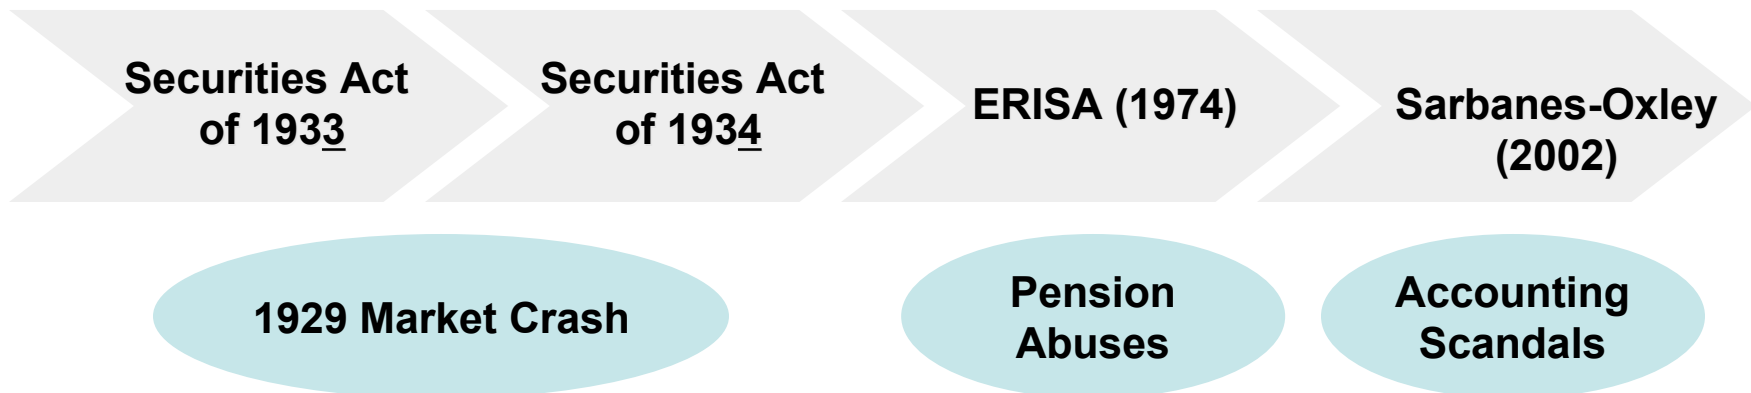 Securities Act
of 1933
Securities Act
of 1934
ERISA (1974)
Sarbanes-Oxley
(2002)
1929 Market Crash
Pension
Abuses
Accounting
Scandals